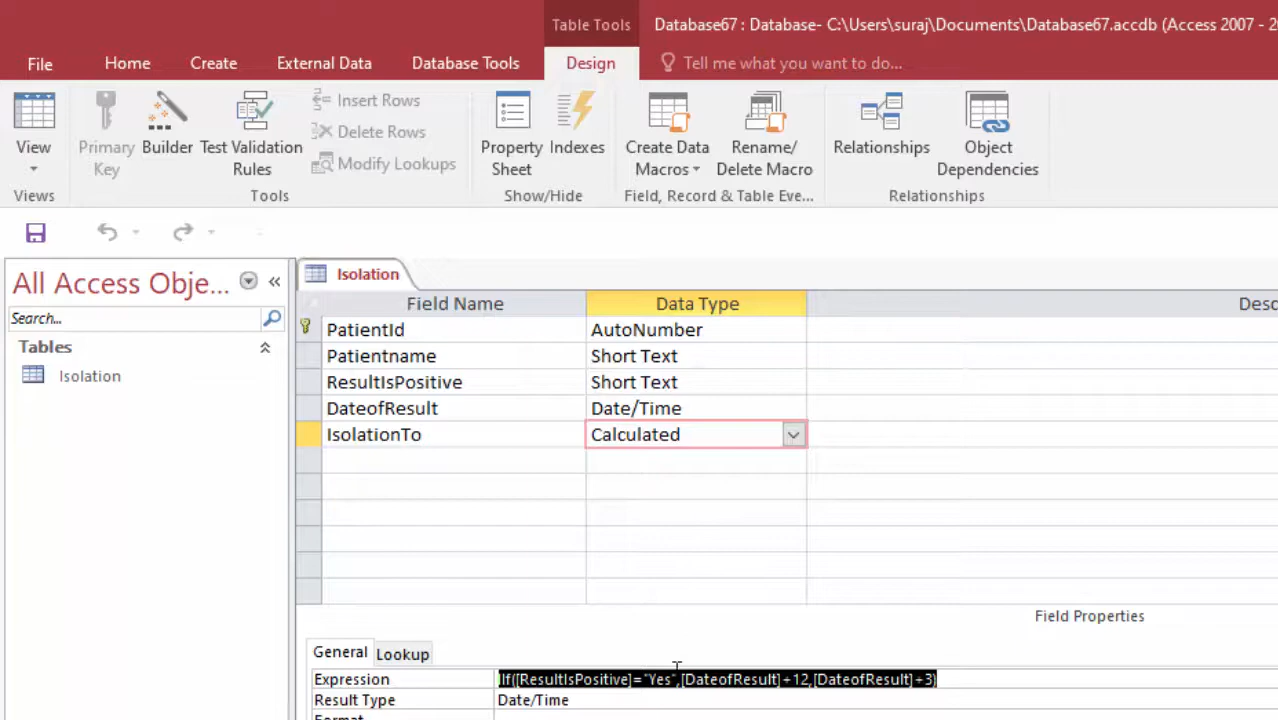 Table Tools
Database67 : Database- C:\Users\suraj\Documents\Database67.accdb (Access 2007 - 2
File Home Create External Data Database Tools Design Tell me what you want to do...
View
Primary Key
Builder
Test Validation Rules
Insert Rows
Delete Rows
Modify Lookups
Property Sheet
Indexes
Create Data Macros
Rename/ Delete Macro
Relationships
Object Dependencies
Views Tools Show/Hide Field, Record & Table Eve... Relationships
All Access Obje... «
Search...
Tables
Isolation
Isolation
Field Name Data Type Desc
PatientId AutoNumber
Patientname Short Text
ResultIsPositive Short Text
DateofResult Date/Time
IsolationTo Calculated
Field Properties
General Lookup
Expression IIf([ResultIsPositive]="Yes",[DateofResult]+12,[DateofResult]+3)
Result Type Date/Time
Format